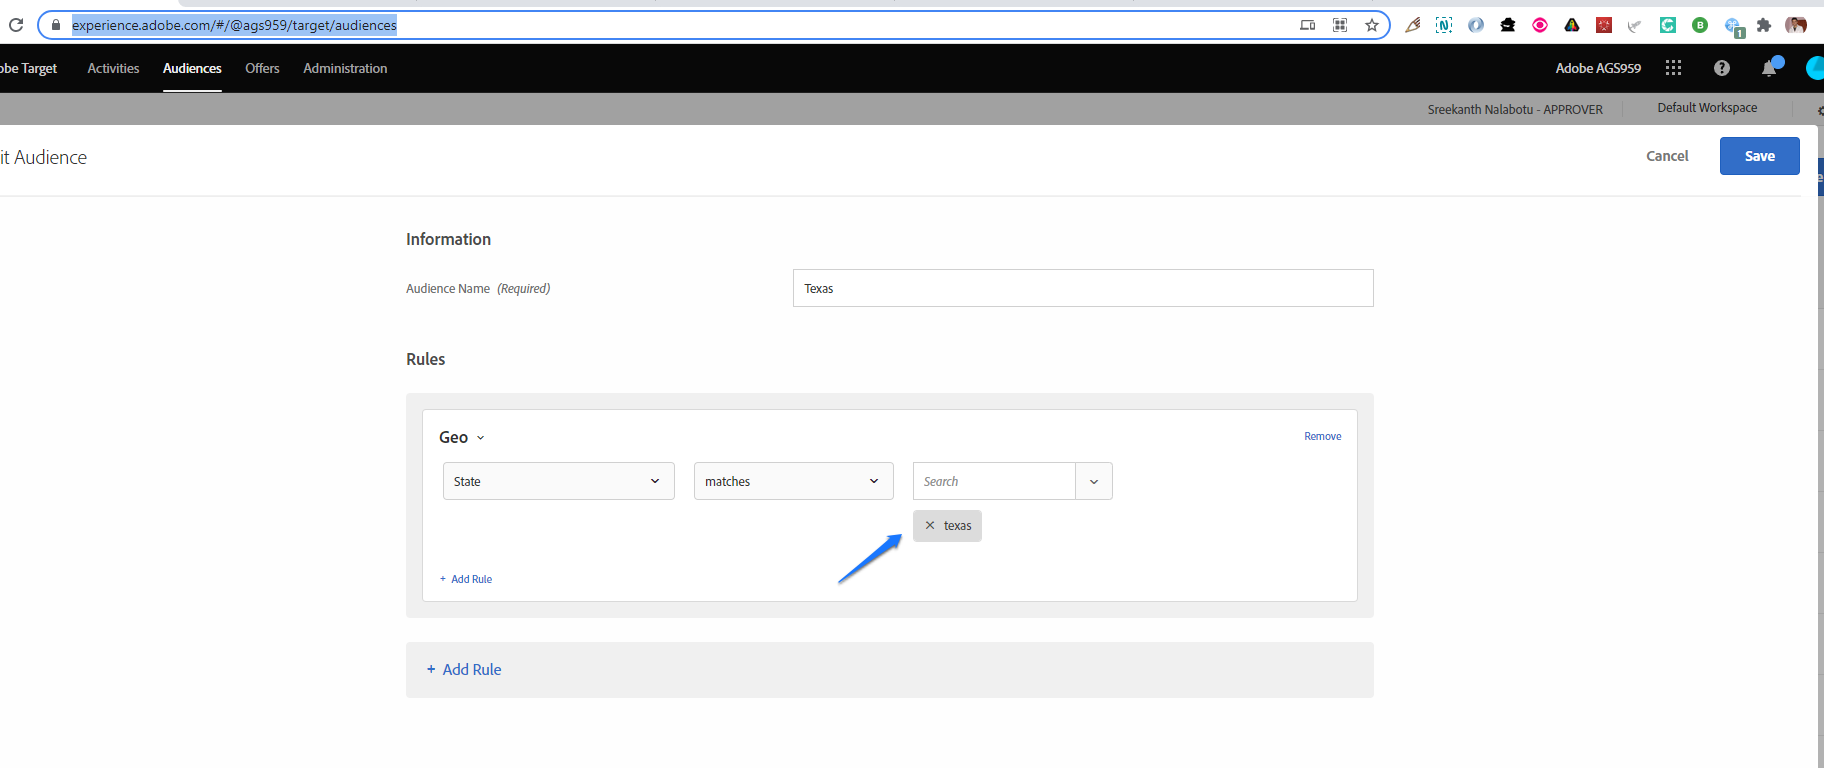 experience.adobe.com/#/@ags959/target/audiences
N
B
1
obe Target Activities Audiences Offers Administration Adobe AGS959
Sreekanth Nalabotu - APPROVER Default Workspace
it Audience Cancel Save
Information
Audience Name (Required) Texas
Rules
Geo Remove
State matches Search
× texas
+ Add Rule
+ Add Rule